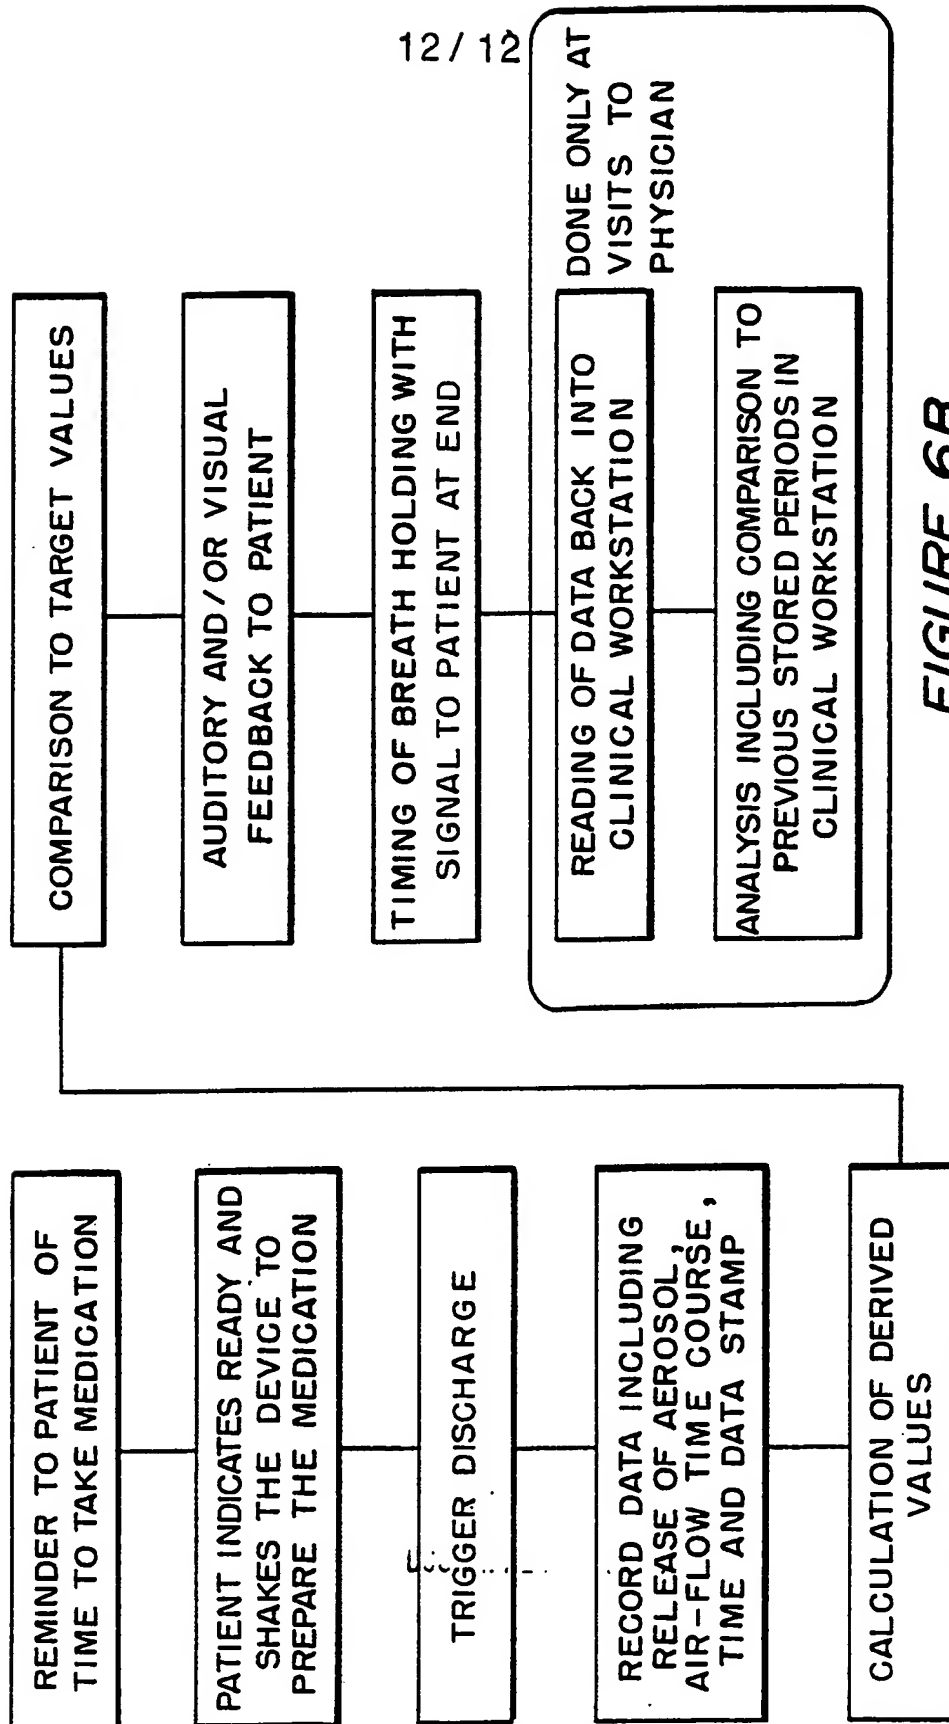 12 / 12
REMINDER TO PATIENT OF
TIME TO TAKE MEDICATION
PATIENT INDICATES READY AND
SHAKES THE DEVICE TO
PREPARE THE MEDICATION
TRIGGER DISCHARGE
RECORD DATA INCLUDING
RELEASE OF AEROSOL,
AIR-FLOW TIME COURSE,
TIME AND DATA STAMP
CALCULATION OF DERIVED
VALUES
COMPARISON TO TARGET VALUES
AUDITORY AND/OR VISUAL
FEEDBACK TO PATIENT
TIMING OF BREATH HOLDING WITH
SIGNAL TO PATIENT AT END
READING OF DATA BACK INTO
CLINICAL WORKSTATION
DONE ONLY AT
VISITS TO
PHYSICIAN
ANALYSIS INCLUDING COMPARISON TO
PREVIOUS STORED PERIODS IN
CLINICAL WORKSTATION
FIGURE 6B